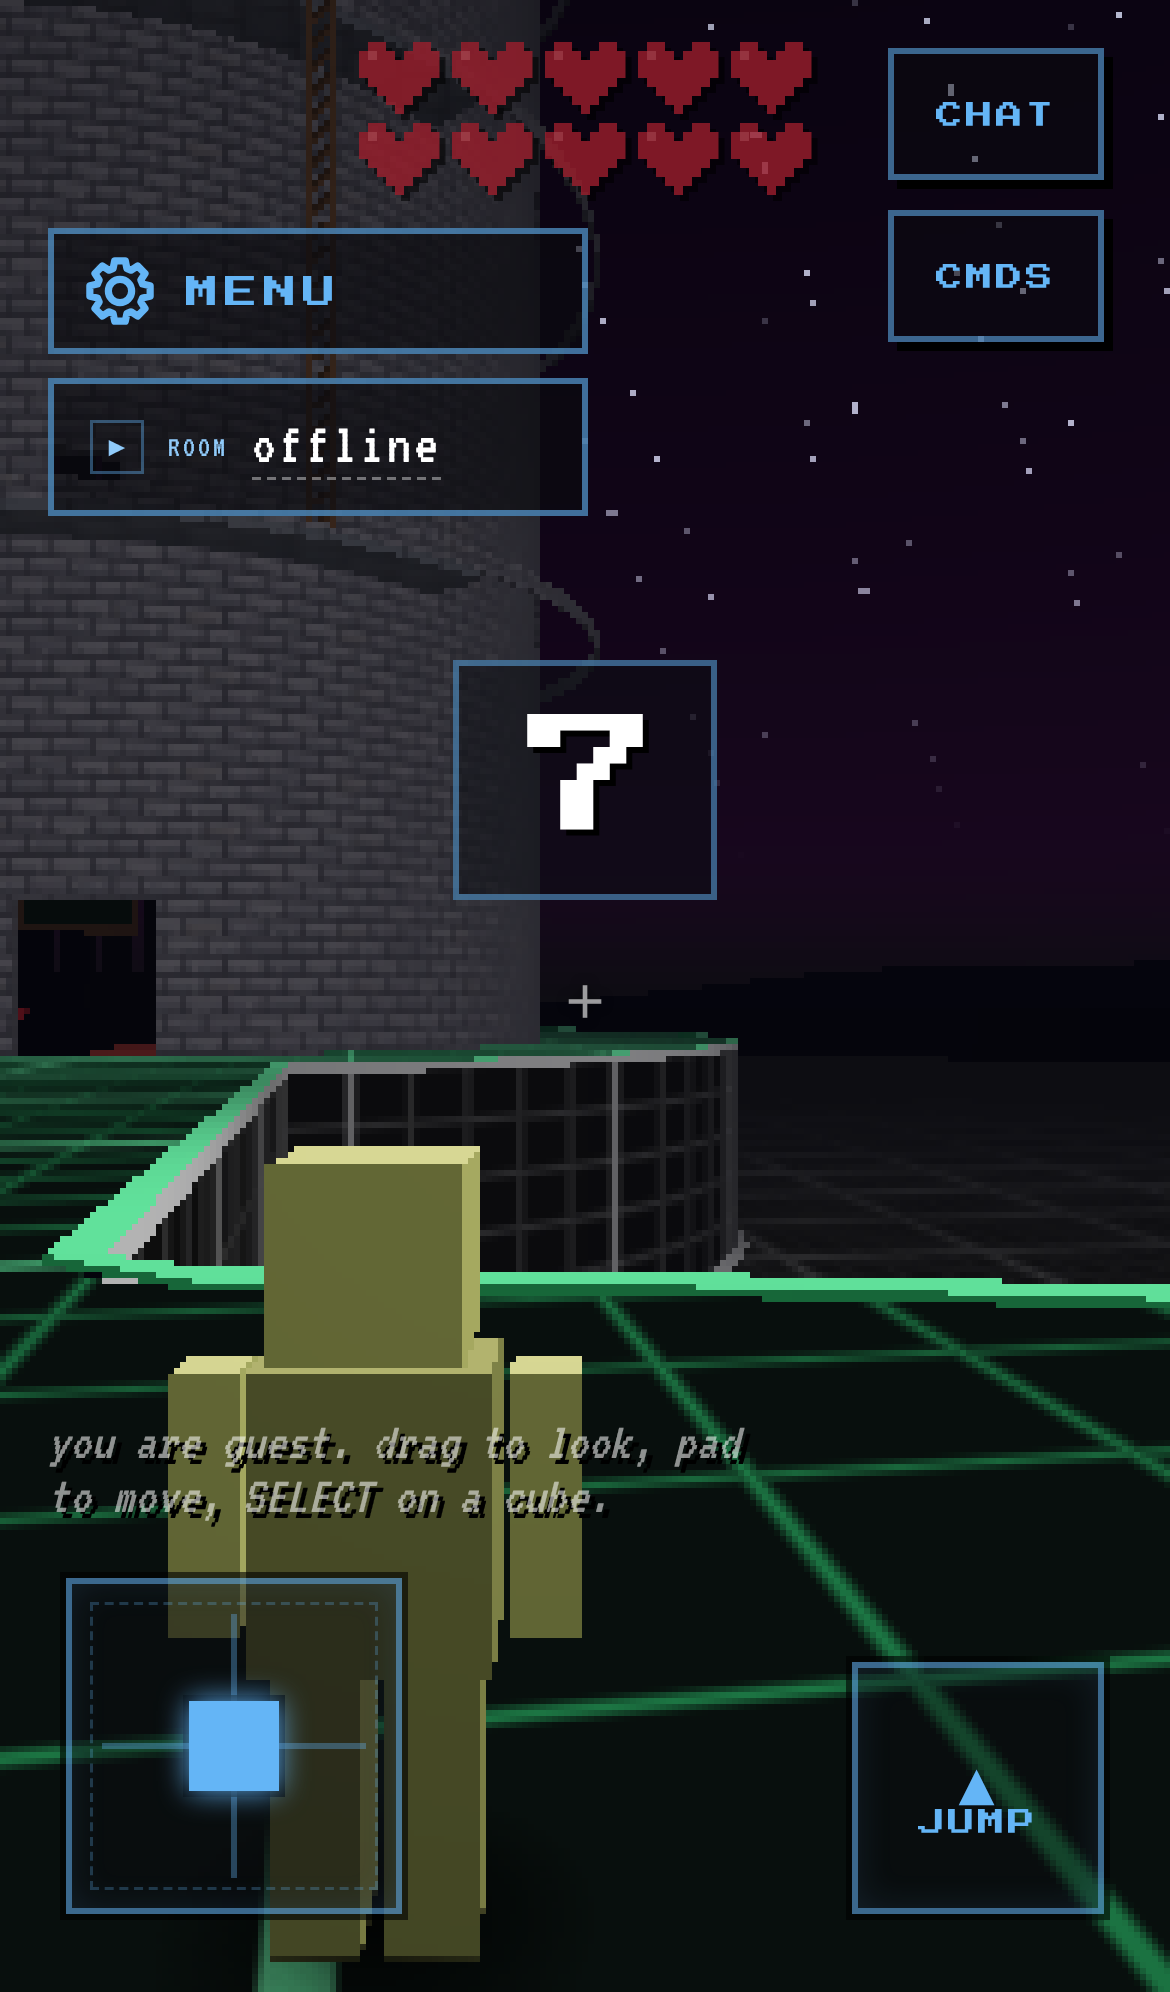 CHAT
CMDS
MENU
ROOM offline
7
you are guest. drag to look, pad
to move, SELECT on a cube.
JUMP